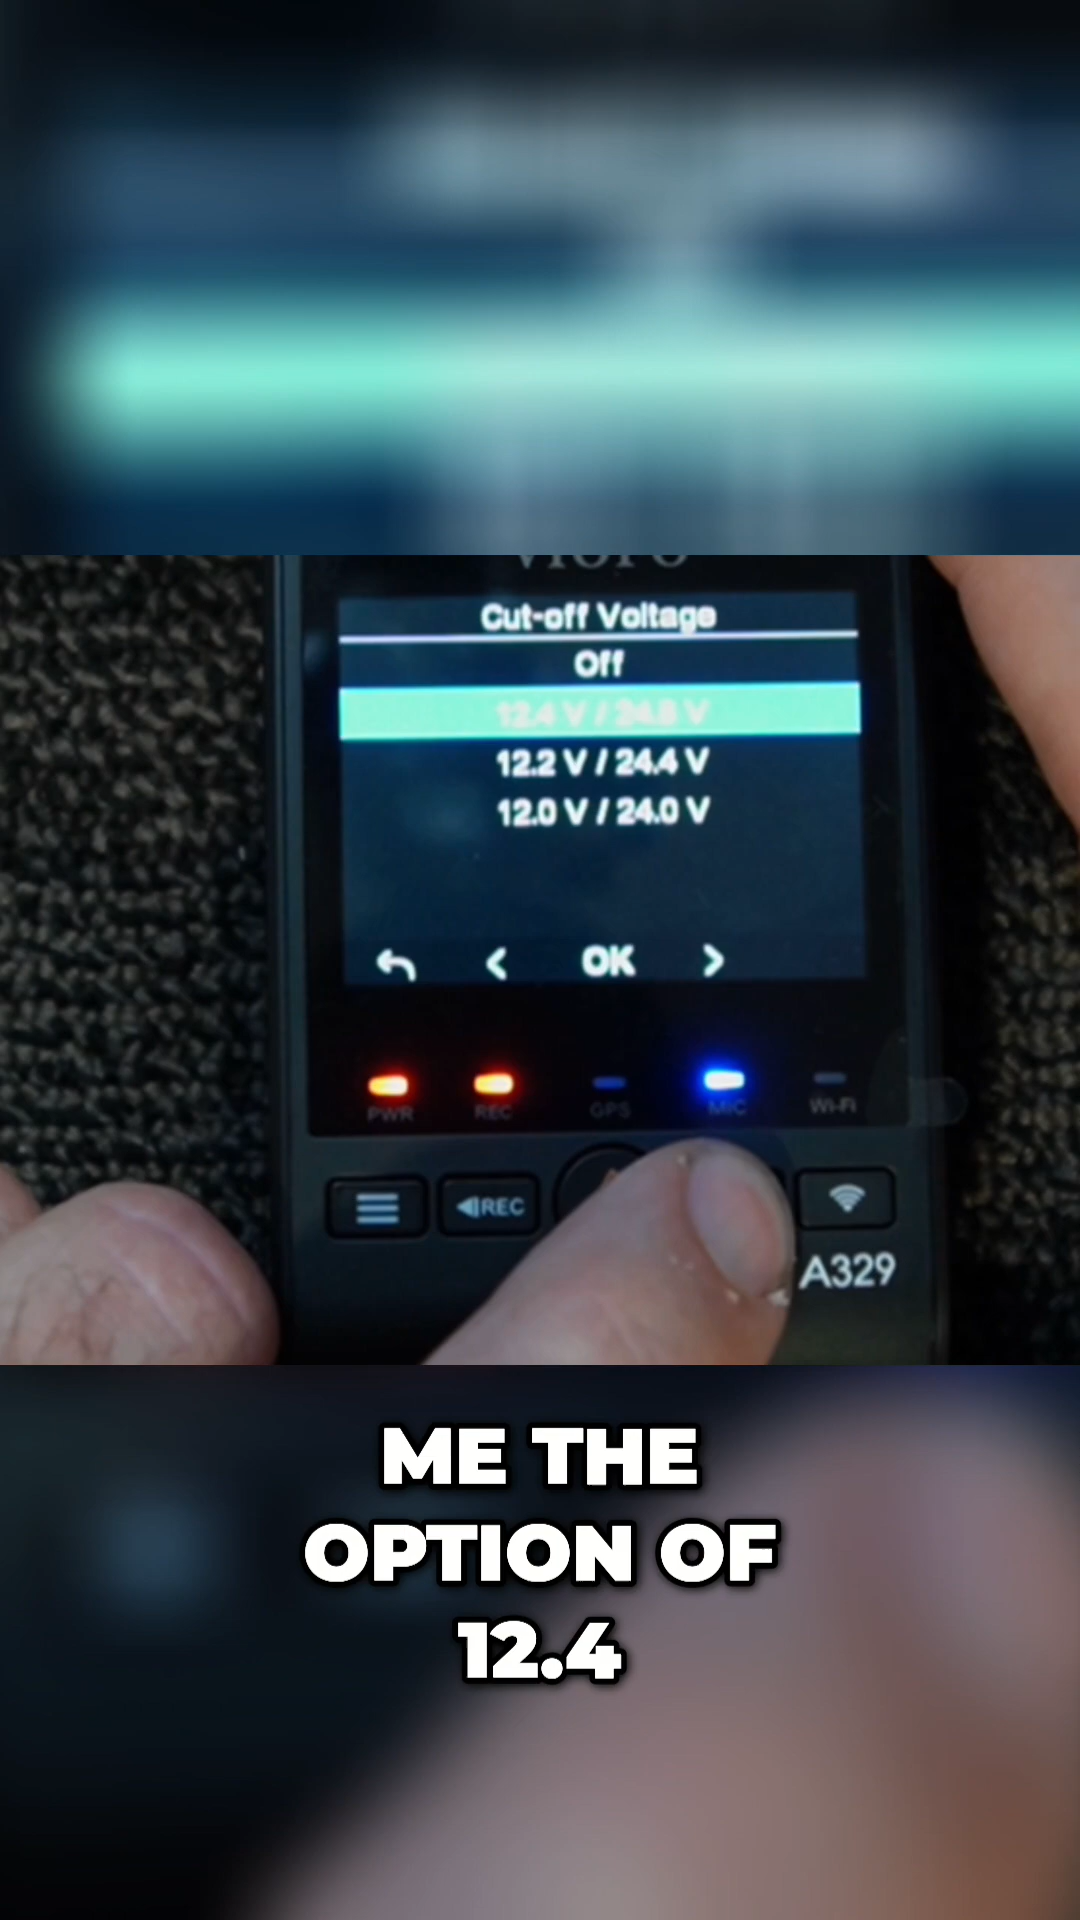 VIOFO
Cut-off Voltage
Off
12.4 V / 24.8 V
12.2 V / 24.4 V
12.0 V / 24.0 V
OK
PWR
REC
GPS
MIC
Wi-Fi
REC
A329
ME THE
OPTION OF
12.4